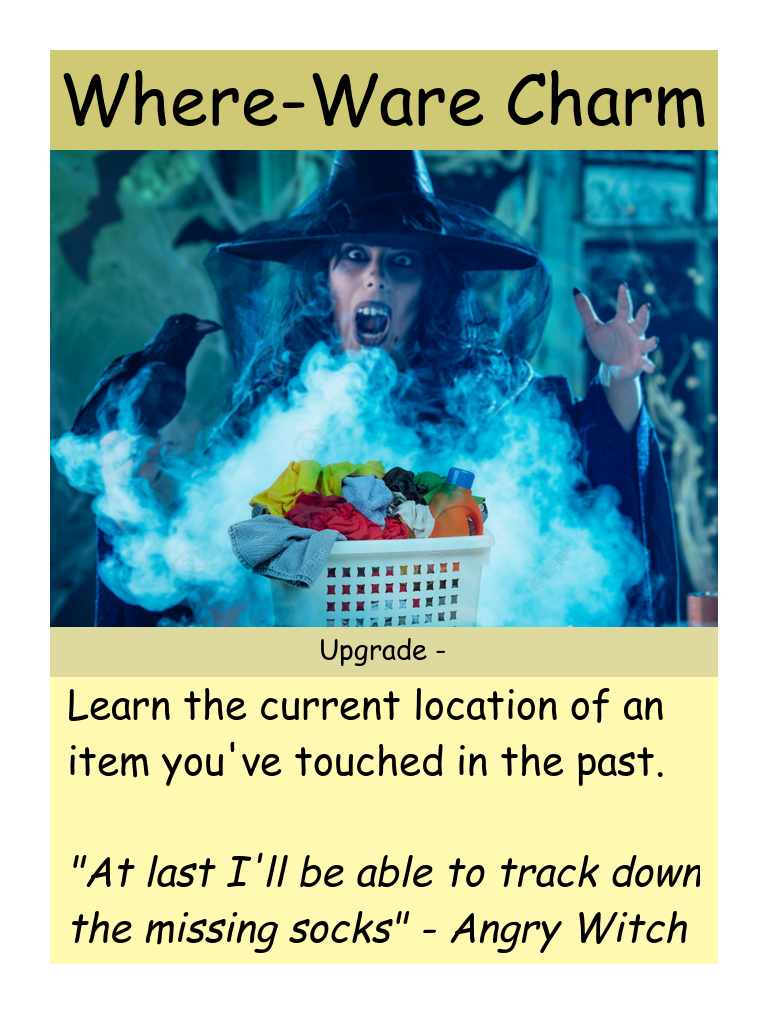 Where-Ware Charm
Upgrade -
Learn the current location of an
item you've touched in the past.
"At last I'll be able to track down
the missing socks" - Angry Witch